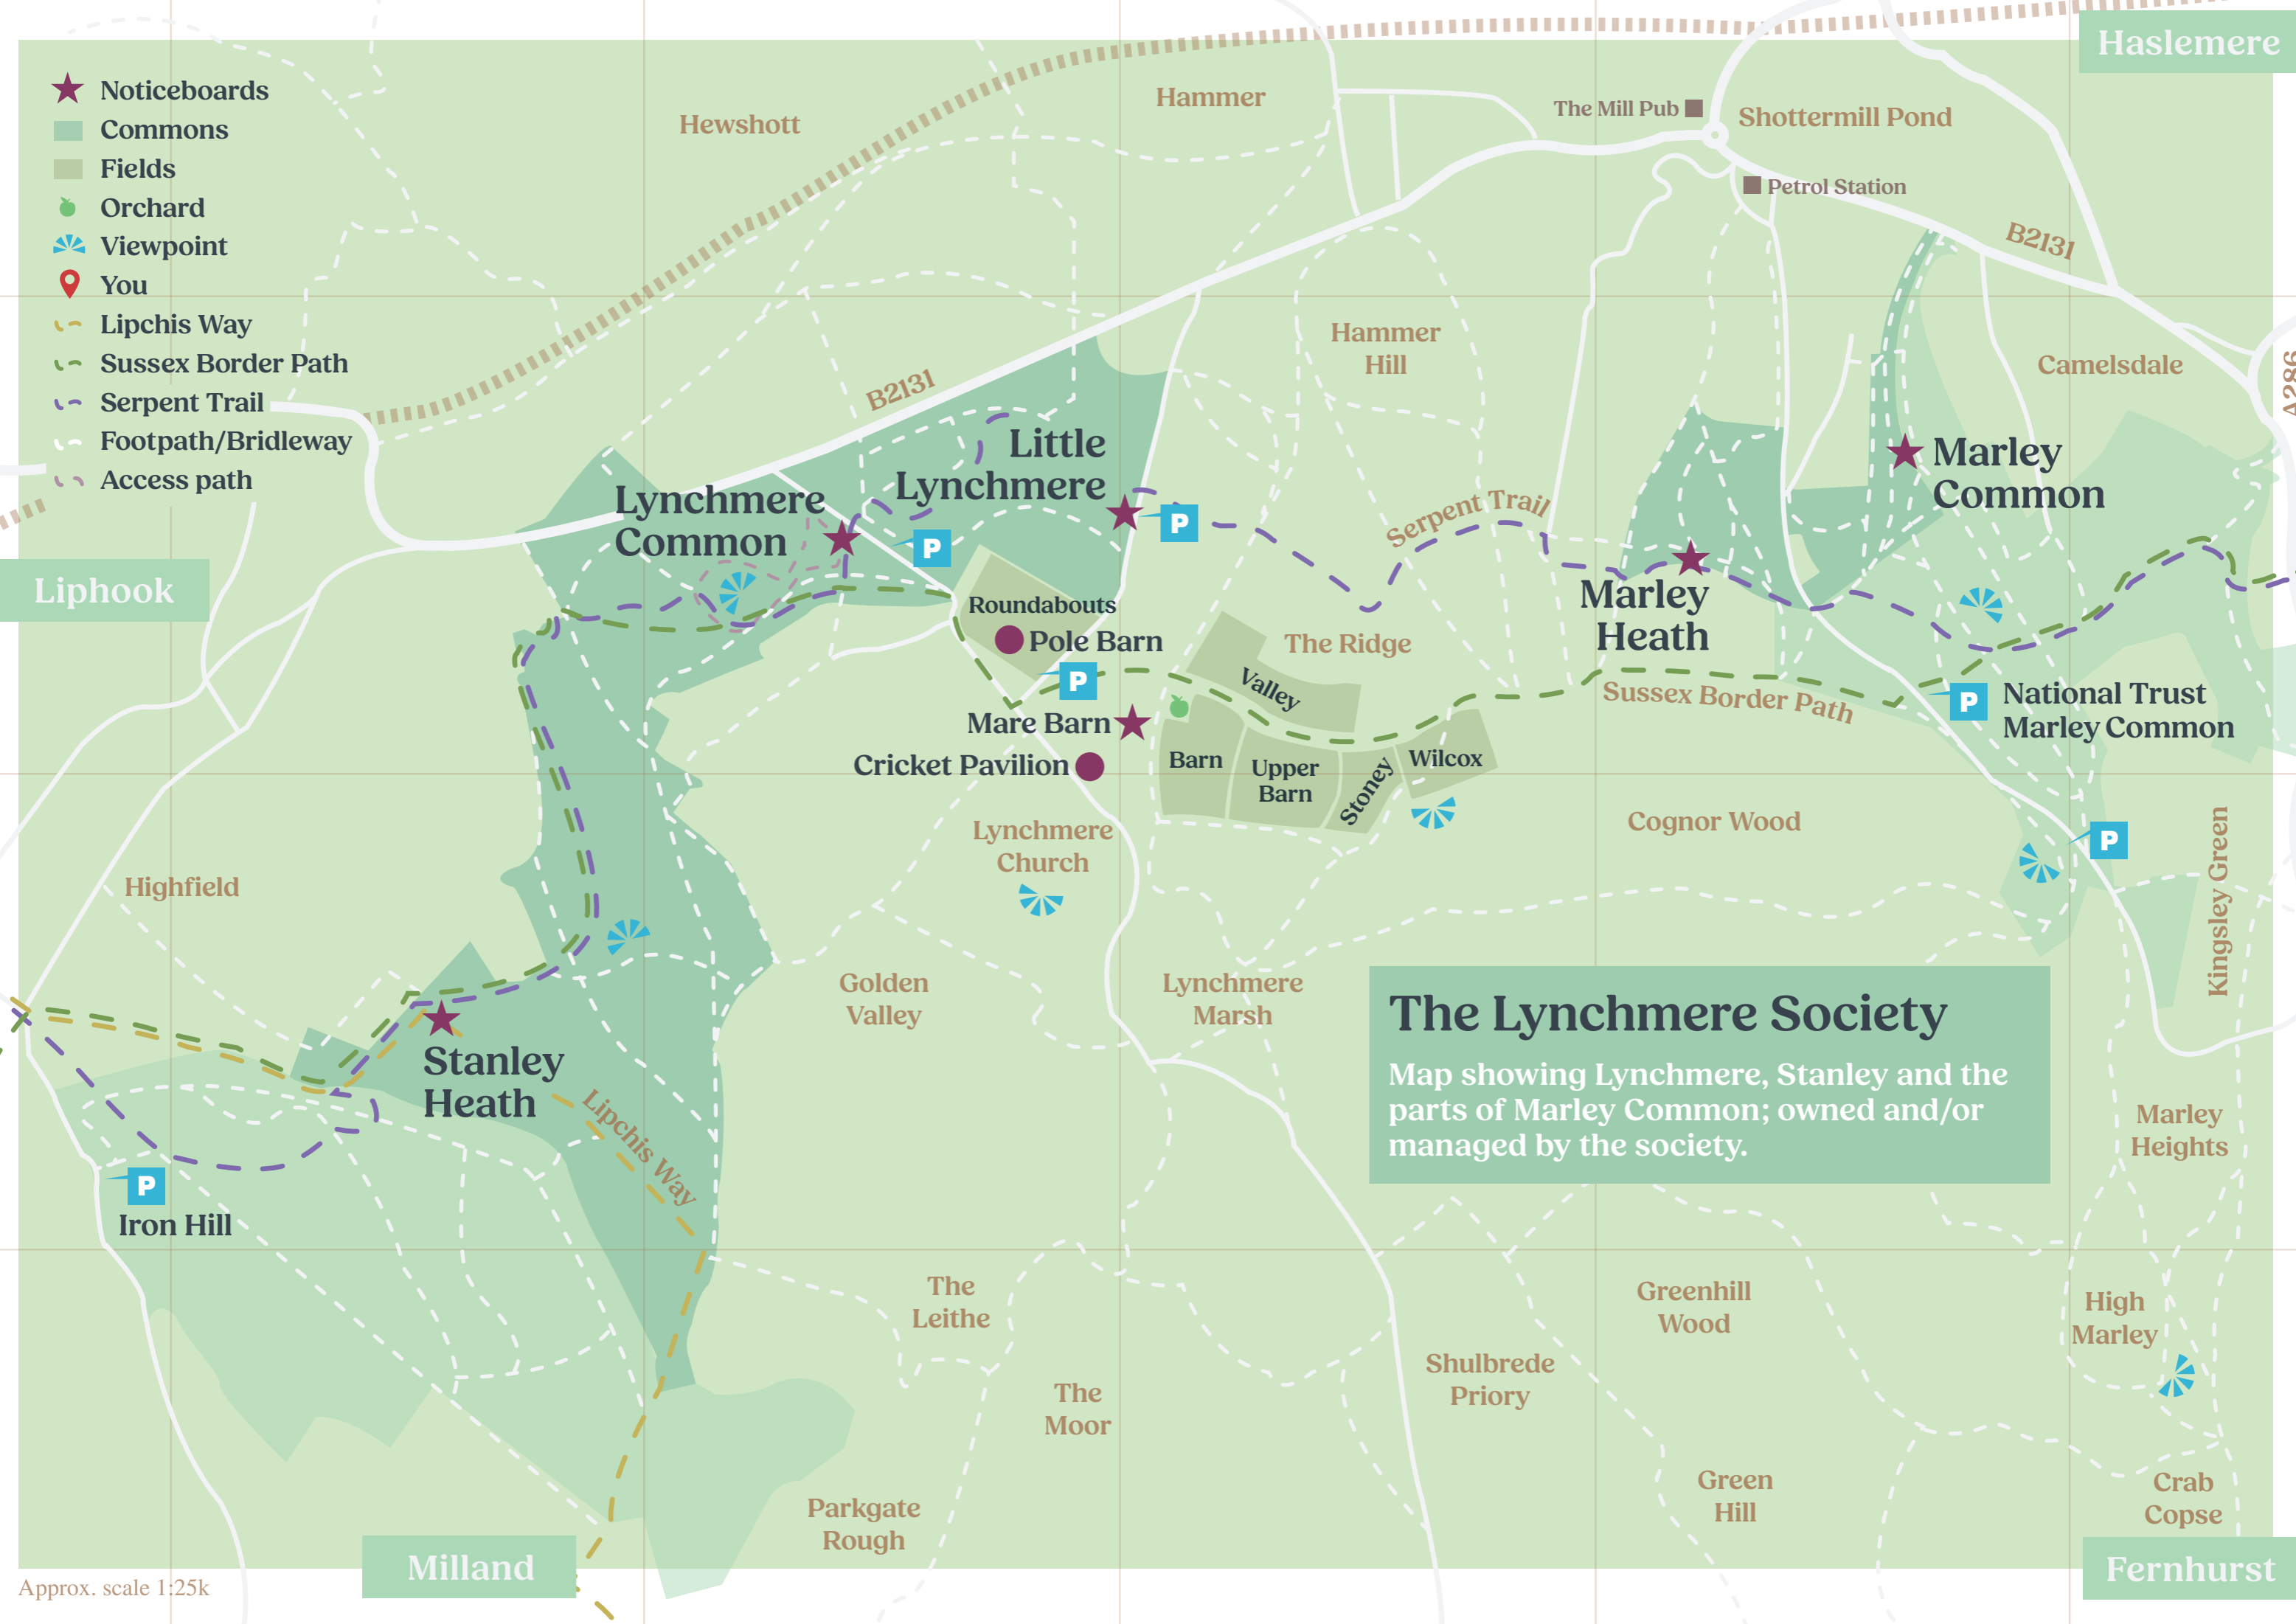 Haslemere
Noticeboards
Commons
Fields
Orchard
Viewpoint
You
Lipchis Way
Sussex Border Path
Serpent Trail
Footpath/Bridleway
Access path
Hewshott
Hammer
The Mill Pub
Shottermill Pond
Petrol Station
B2131
B2131
Hammer
Hill
Camelsdale
A286
Little
Lynchmere
Lynchmere
Common
P
P
Serpent Trail
Marley
Common
Marley
Heath
Liphook
Roundabouts
Pole Barn
P
The Ridge
Valley
Sussex Border Path
P
National Trust
Marley Common
Mare Barn
Cricket Pavilion
Barn
Upper
Barn
Stoney
Wilcox
Lynchmere
Church
Cognor Wood
P
Kingsley Green
Highfield
Golden
Valley
Lynchmere
Marsh
The Lynchmere Society
Map showing Lynchmere, Stanley and the
parts of Marley Common; owned and/or
managed by the society.
Stanley
Heath
Lipchis Way
Marley
Heights
P
Iron Hill
The
Leithe
Greenhill
Wood
High
Marley
Shulbrede
Priory
The
Moor
Green
Hill
Crab
Copse
Parkgate
Rough
Milland
Fernhurst
Approx. scale 1:25k